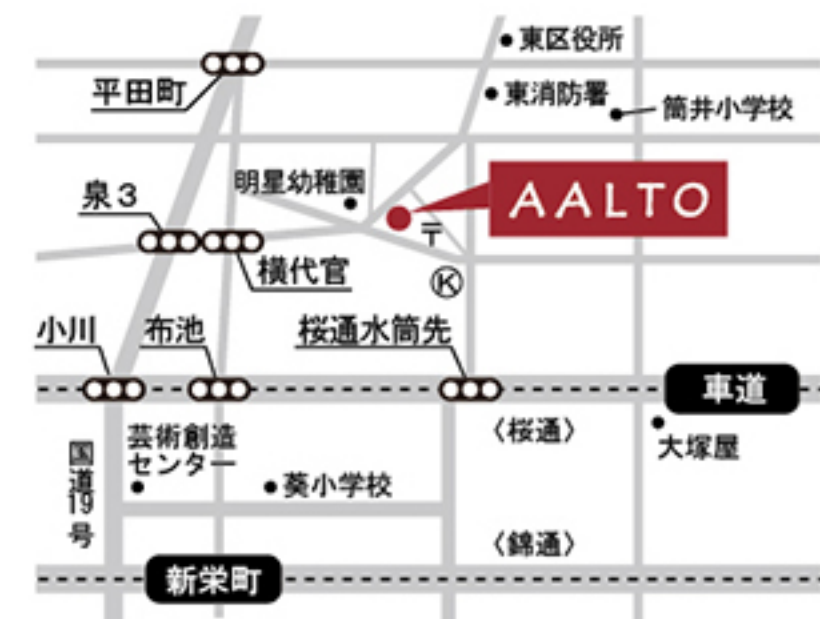 東区役所
平田町
東消防署
筒井小学校
明星幼稚園
泉3
AALTO
〒
横代官
Ⓚ
小川
布池
桜通水筒先
車道
芸術創造
センター
〈桜通〉
大塚屋
国道19号
葵小学校
〈錦通〉
新栄町